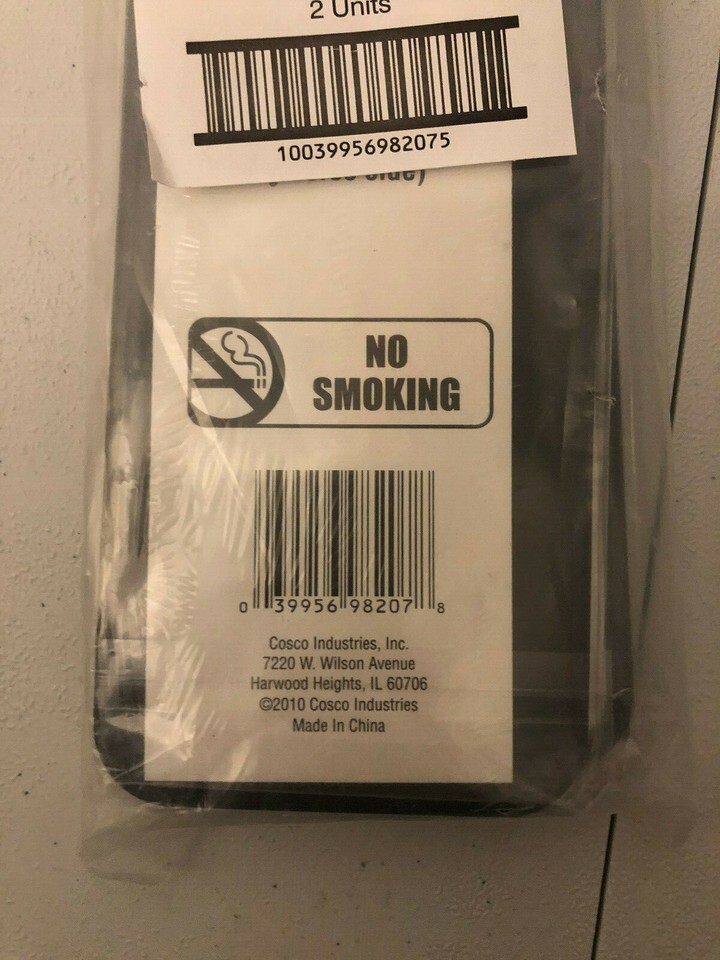 2 Units
10039956982075
side)
NO
SMOKING
0 39956 98207 8
Cosco Industries, Inc.
7220 W. Wilson Avenue
Harwood Heights, IL 60706
©2010 Cosco Industries
Made In China